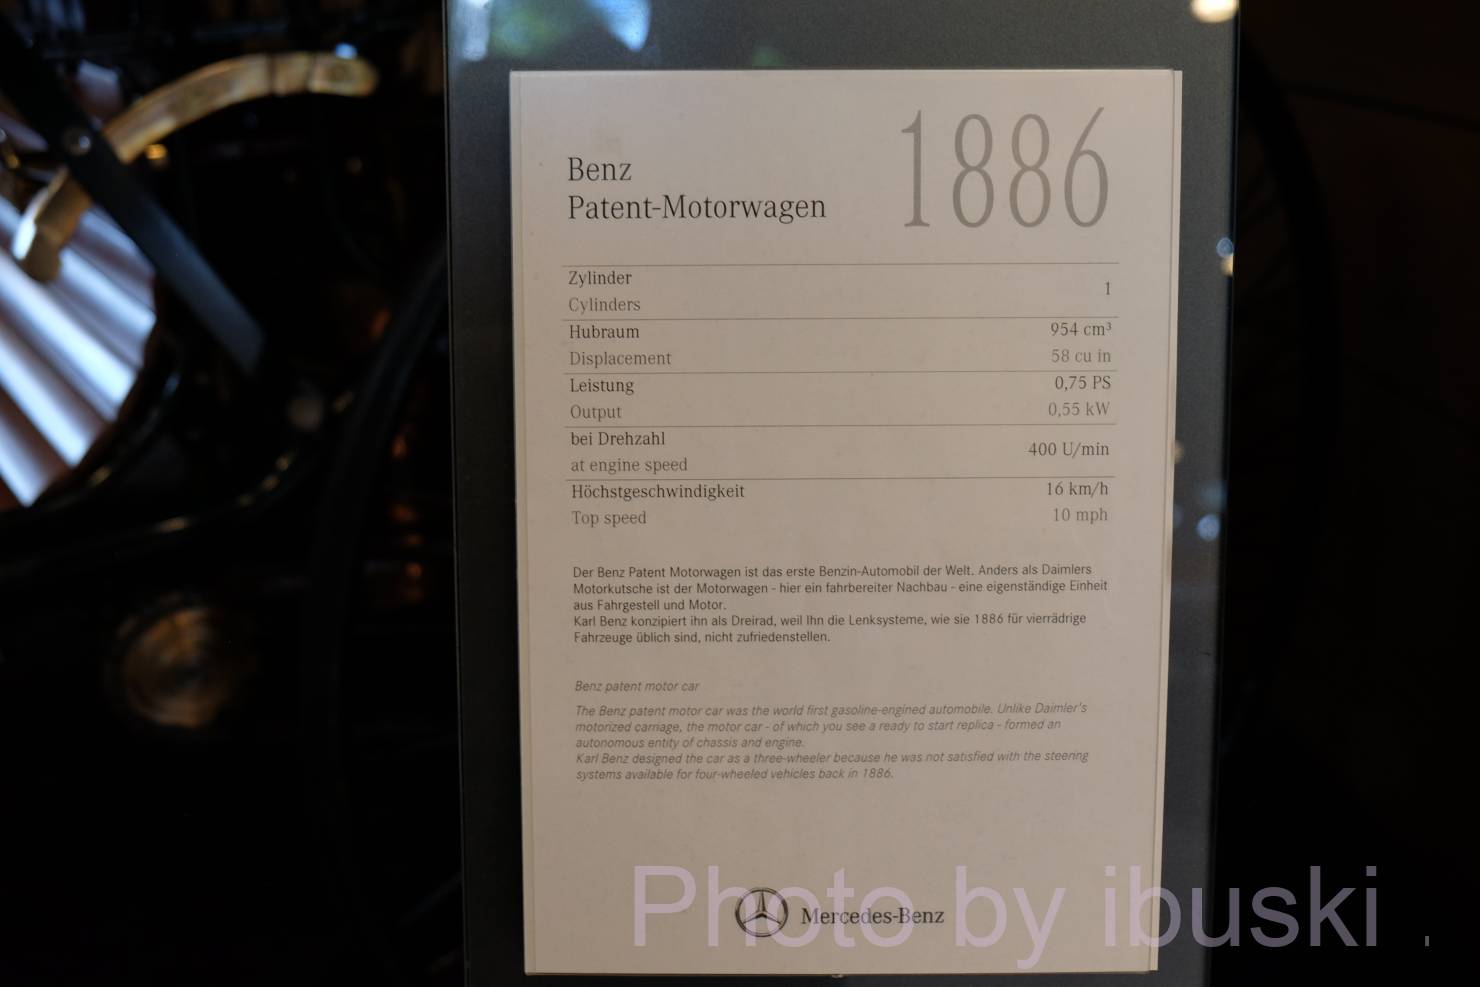 1886
Benz
Patent-Motorwagen
Zylinder
Cylinders
1
Hubraum
954 cm³
Displacement
58 cu in
Leistung
0,75 PS
Output
0,55 kW
bei Drehzahl
at engine speed
400 U/min
Höchstgeschwindigkeit
16 km/h
Top speed
10 mph
Der Benz Patent Motorwagen ist das erste Benzin-Automobil der Welt. Anders als Daimlers
Motorkutsche ist der Motorwagen - hier ein fahrbereiter Nachbau - eine eigenständige Einheit
aus Fahrgestell und Motor.
Karl Benz konzipiert ihn als Dreirad, weil Ihn die Lenksysteme, wie sie 1886 für vierrädrige
Fahrzeuge üblich sind, nicht zufriedenstellen.
Benz patent motor car
The Benz patent motor car was the world first gasoline-engined automobile. Unlike Daimler's
motorized carriage, the motor car - of which you see a ready to start replica - formed an
autonomous entity of chassis and engine.
Karl Benz designed the car as a three-wheeler because he was not satisfied with the steering
systems available for four-wheeled vehicles back in 1886.
Mercedes-Benz
Photo by ibuski